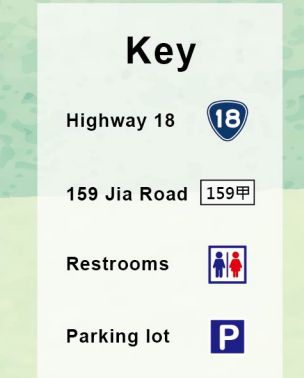 Key
Highway 18 18
159 Jia Road 159甲
Restrooms
Parking lot P